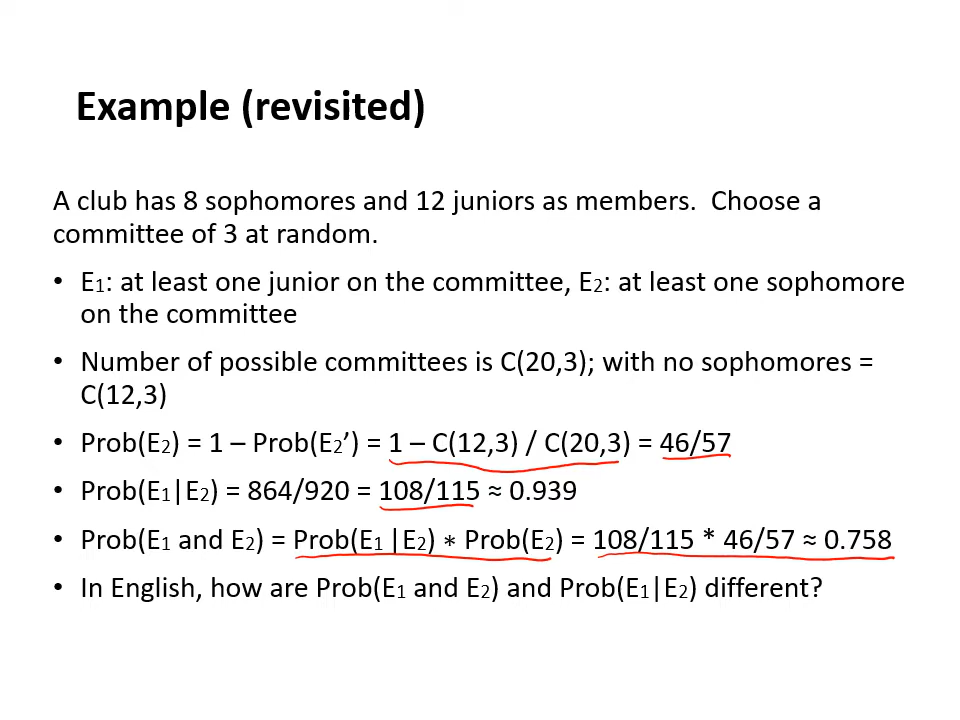 Example (revisited)
A club has 8 sophomores and 12 juniors as members.  Choose a
committee of 3 at random.
• E₁: at least one junior on the committee, E₂: at least one sophomore
on the committee
• Number of possible committees is C(20,3); with no sophomores =
C(12,3)
• Prob(E₂) = 1 – Prob(E₂’) = 1 – C(12,3) / C(20,3) = 46/57
• Prob(E₁|E₂) = 864/920 = 108/115 ≈ 0.939
• Prob(E₁ and E₂) = Prob(E₁ |E₂) ∗ Prob(E₂) = 108/115 * 46/57 ≈ 0.758
• In English, how are Prob(E₁ and E₂) and Prob(E₁|E₂) different?